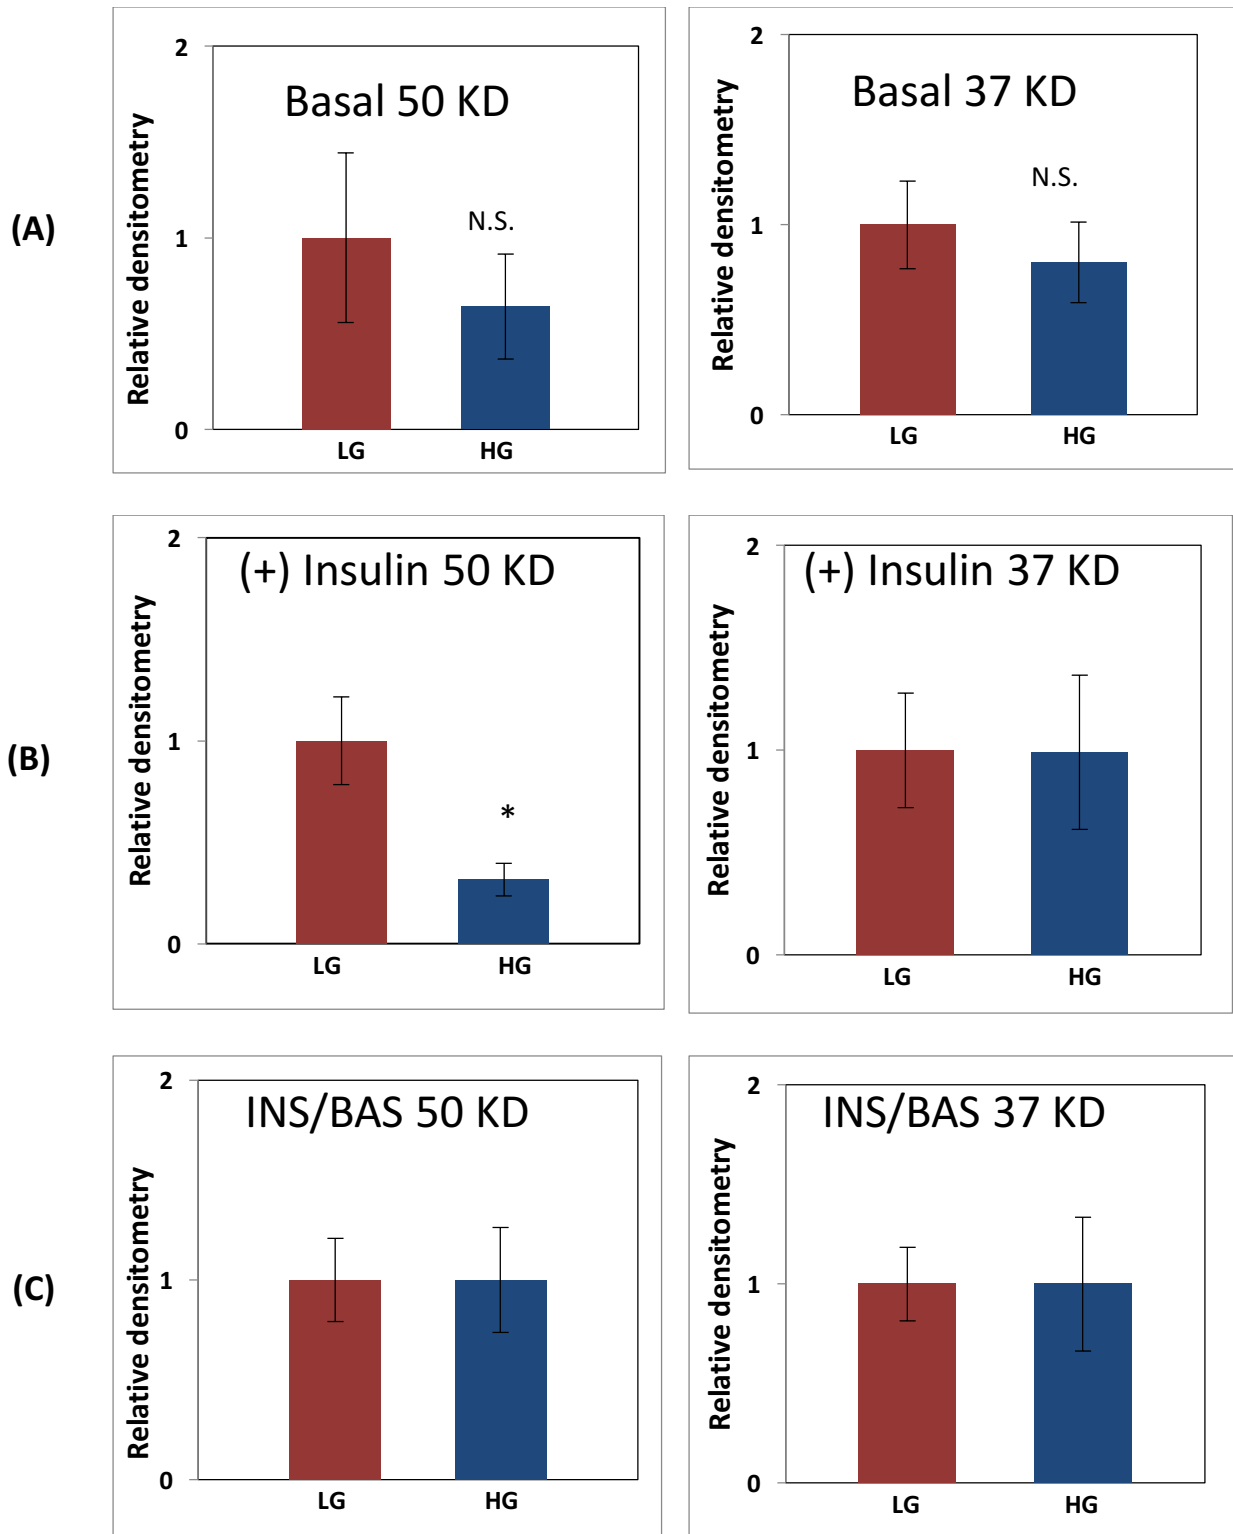 (A)
Relative densitometry
2
1
0
Basal 50 KD
N.S.
LG HG
Relative densitometry
2
1
0
Basal 37 KD
N.S.
LG HG
(B)
Relative densitometry
2
1
0
(+) Insulin 50 KD
*
LG HG
Relative densitometry
2
1
0
(+) Insulin 37 KD
LG HG
(C)
Relative densitometry
2
1
0
INS/BAS 50 KD
LG HG
Relative densitometry
2
1
0
INS/BAS 37 KD
LG HG